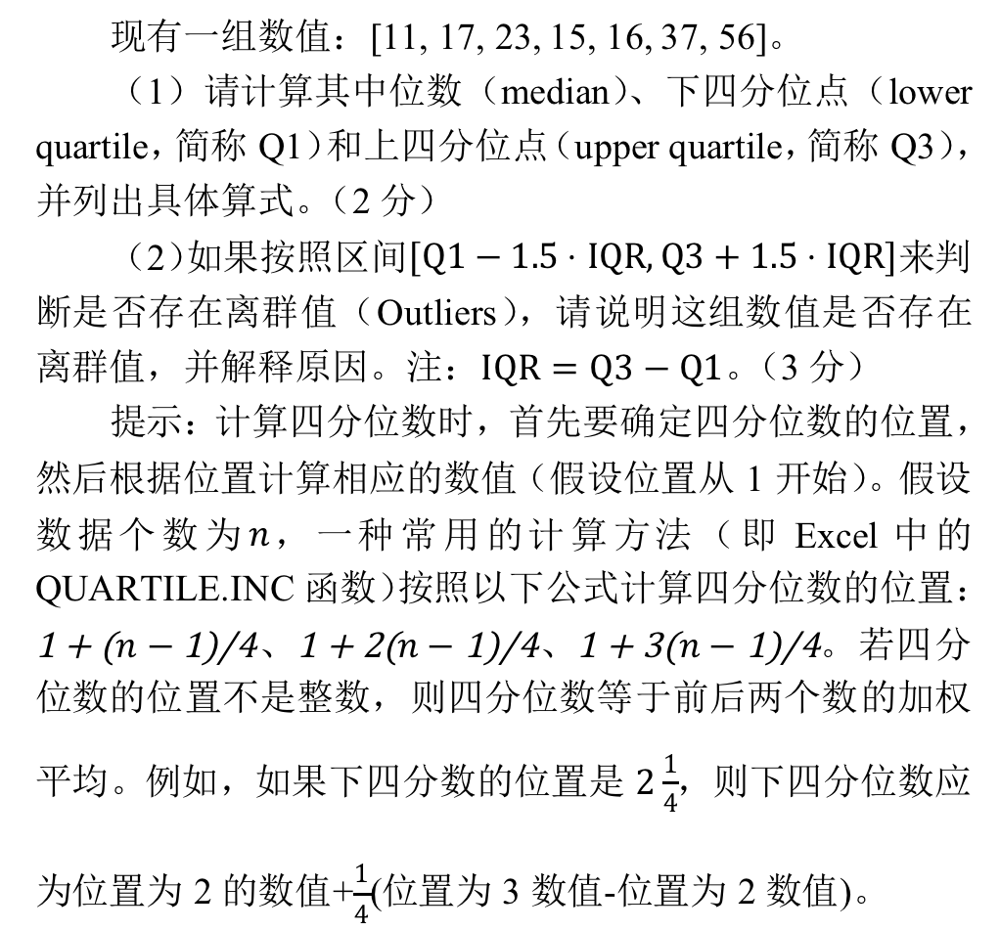 现有一组数值：[11, 17, 23, 15, 16, 37, 56]。
（1）请计算其中位数（median）、下四分位点（lower
quartile，简称 Q1）和上四分位点（upper quartile，简称 Q3），
并列出具体算式。（2 分）
（2）如果按照区间[Q1 − 1.5 · IQR, Q3 + 1.5 · IQR]来判
断是否存在离群值（Outliers），请说明这组数值是否存在
离群值，并解释原因。注：IQR = Q3 − Q1。（3 分）
提示：计算四分位数时，首先要确定四分位数的位置，
然后根据位置计算相应的数值（假设位置从 1 开始）。假设
数据个数为n，一种常用的计算方法（即 Excel 中的
QUARTILE.INC 函数）按照以下公式计算四分位数的位置：
1 + (n − 1)/4、1 + 2(n − 1)/4、1 + 3(n − 1)/4。若四分
位数的位置不是整数，则四分位数等于前后两个数的加权
平均。例如，如果下四分数的位置是 2 1/4，则下四分位数应
为位置为 2 的数值+1/4(位置为 3 数值-位置为 2 数值)。